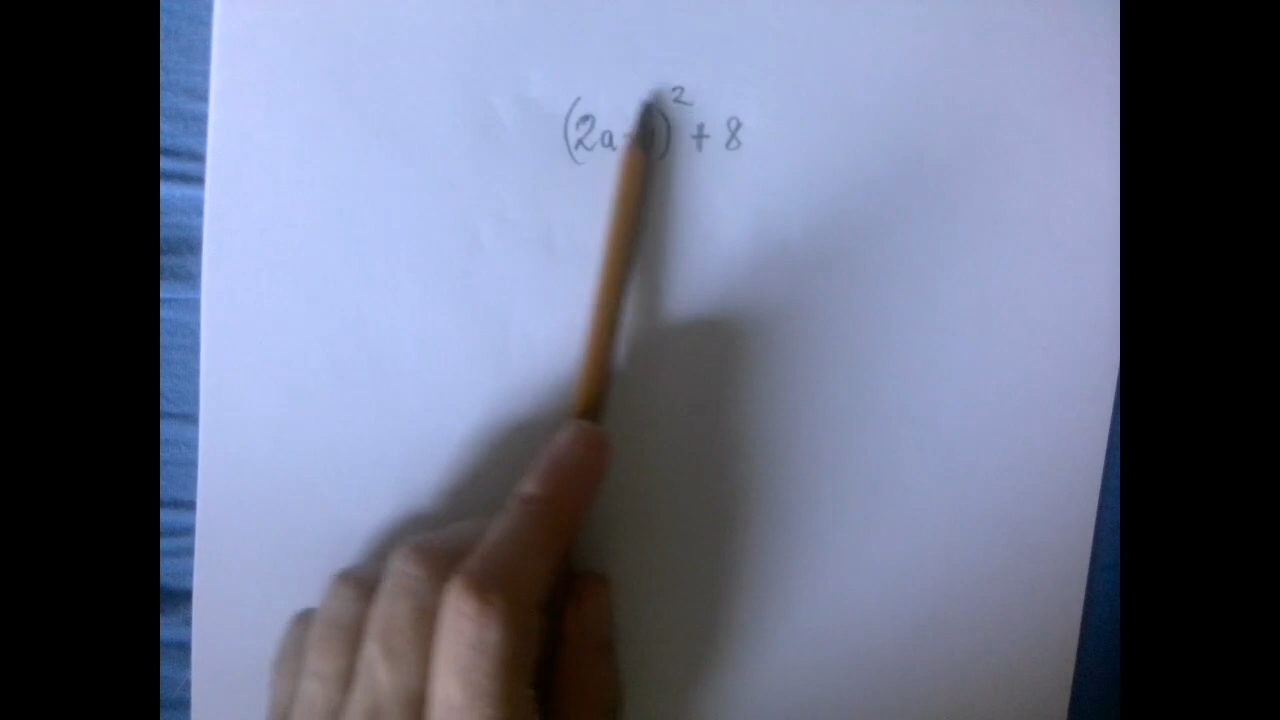 (2a )² + 8